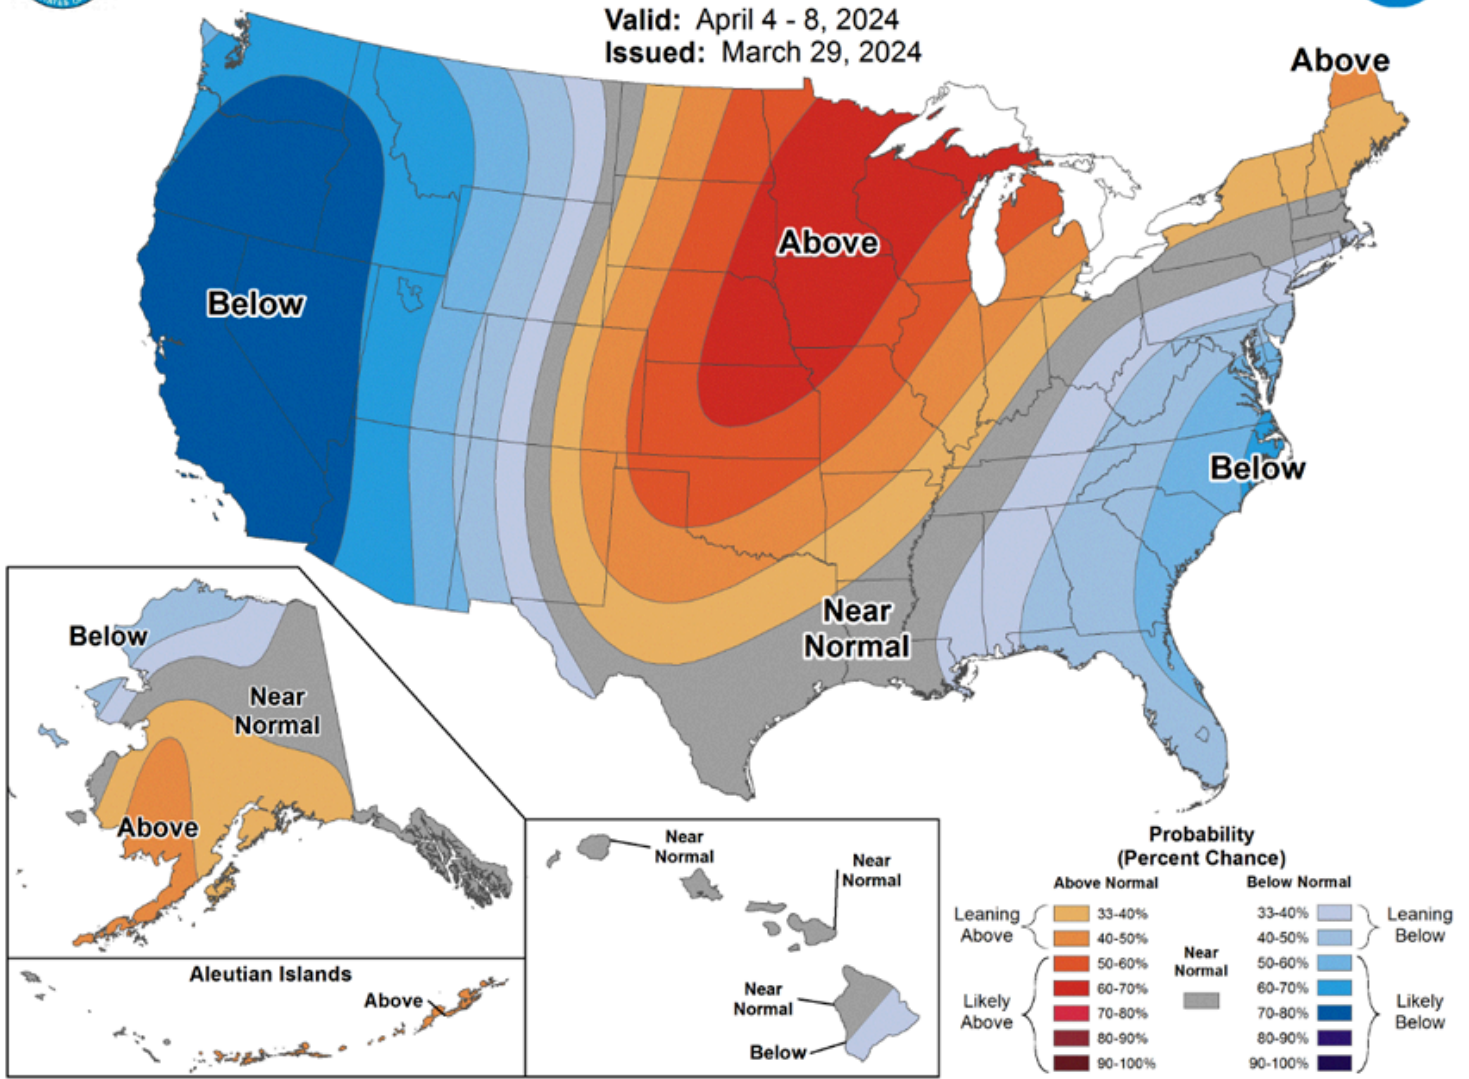 Valid: April 4 - 8, 2024
Issued: March 29, 2024
Above
Above
Below
Below
Near
Normal
Below
Near
Normal
Above
Aleutian Islands
Above
Near
Normal
Near
Normal
Near
Normal
Below
Probability
(Percent Chance)
Above Normal
Below Normal
Leaning
Above
33-40%
40-50%
Likely
Above
50-60%
60-70%
70-80%
80-90%
90-100%
Near
Normal
33-40%
40-50%
Leaning
Below
50-60%
60-70%
70-80%
80-90%
90-100%
Likely
Below